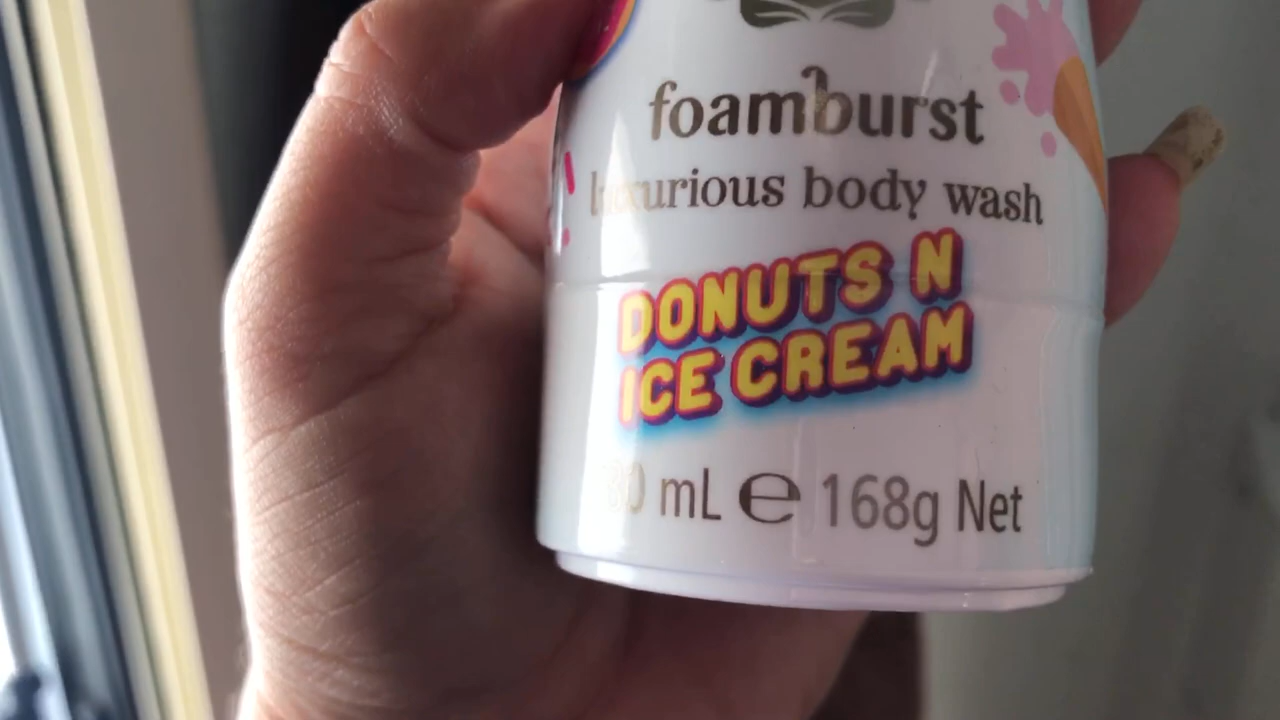 foamburst
luxurious body wash
DONUTS N
ICE CREAM
mL e 168g Net